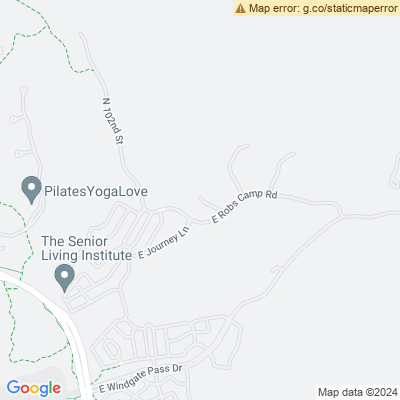 Map error: g.co/staticmaperror
N 102nd St
PilatesYogaLove
E Robs Camp Rd
The Senior
Living Institute
E Journey Ln
E Windgate Pass Dr
Google
Map data ©2024